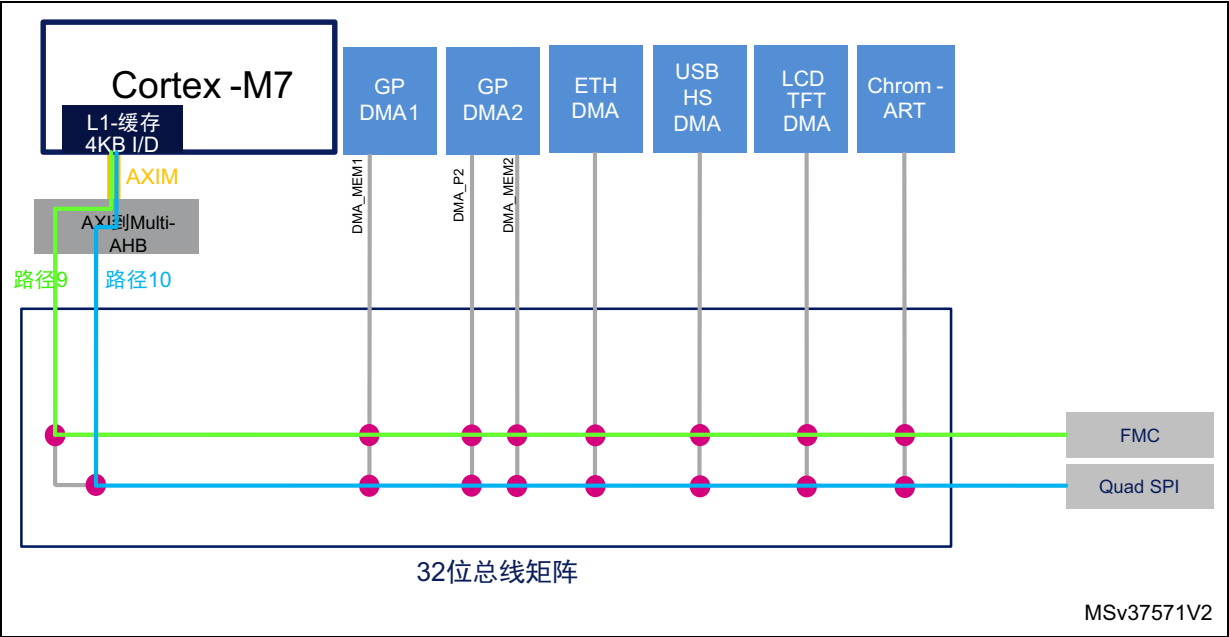 Cortex -M7
L1-缓存
4KB I/D
GP
DMA1
GP
DMA2
ETH
DMA
USB
HS
DMA
LCD
TFT
DMA
Chrom -
ART
DMA_MEM1
DMA_P2
DMA_MEM2
AXIM
AXI到Multi-
AHB
路径9
路径10
FMC
Quad SPI
32位总线矩阵
MSv37571V2